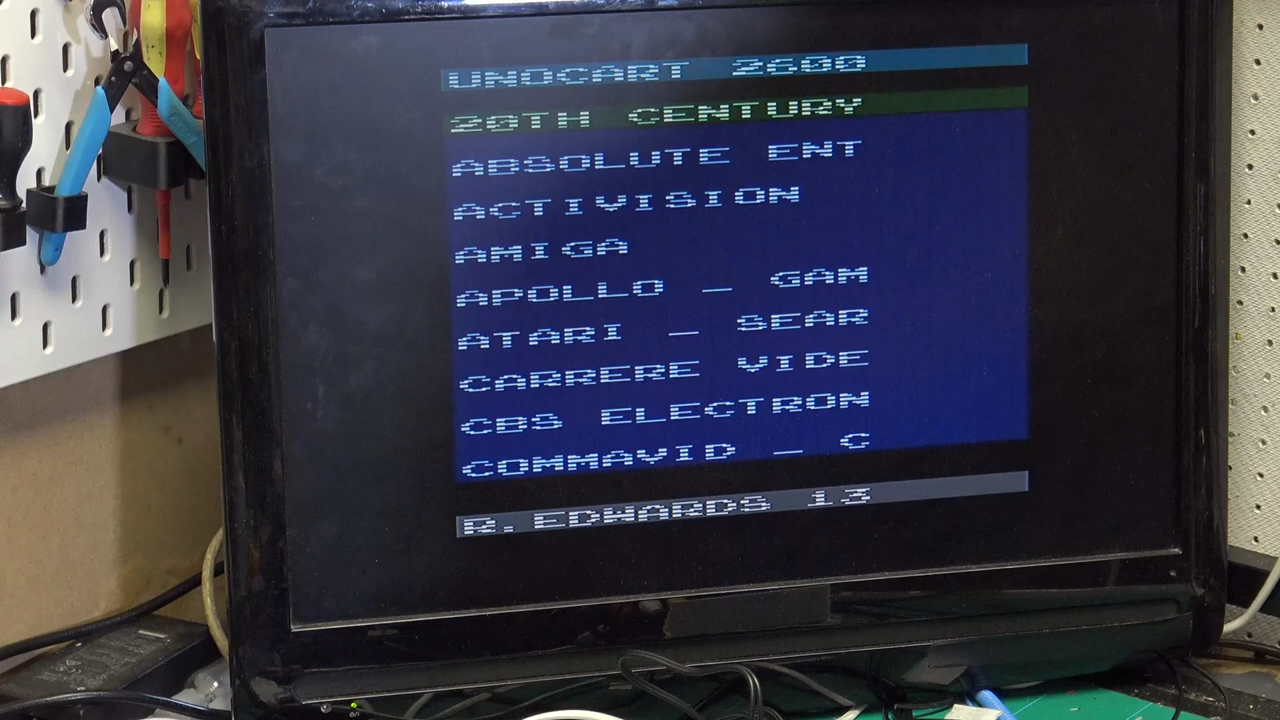 UNOCART 2600
20TH CENTURY
ABSOLUTE ENT
ACTIVISION
AMIGA
APOLLO _ GAM
ATARI - SEAR
CARRERE VIDE
CBS ELECTRON
COMMAVID _ C
R.EDWARDS 13